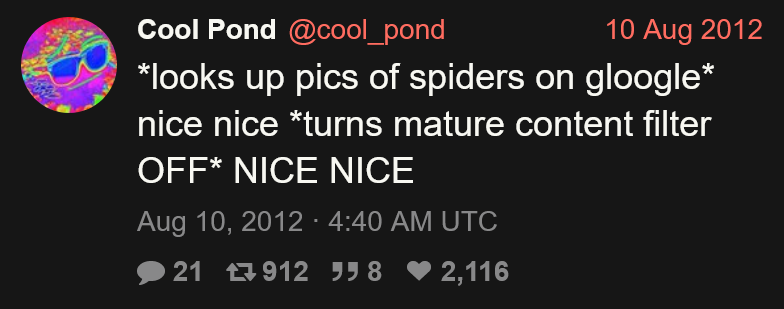 Cool Pond @cool_pond 10 Aug 2012
*looks up pics of spiders on gloogle*
nice nice *turns mature content filter
OFF* NICE NICE
Aug 10, 2012 · 4:40 AM UTC
21 912 8 2,116